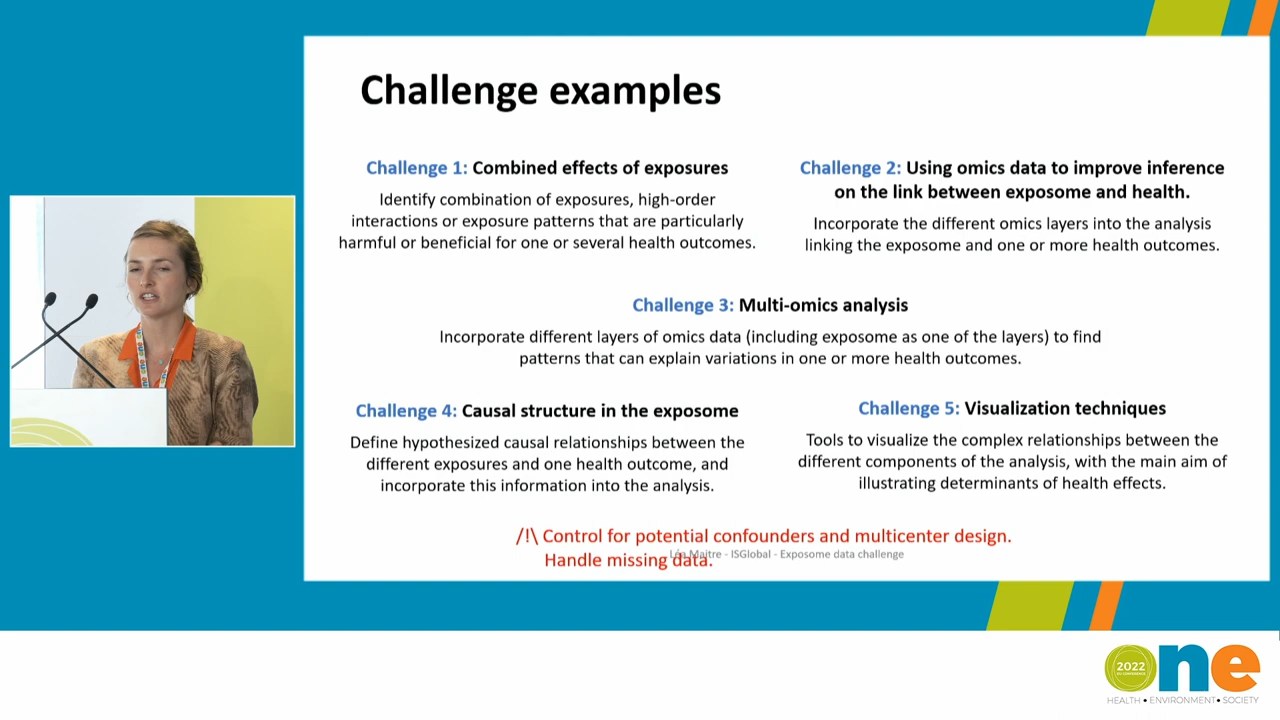 Challenge examples
Challenge 1: Combined effects of exposures
Identify combination of exposures, high-order
interactions or exposure patterns that are particularly
harmful or beneficial for one or several health outcomes.
Challenge 2: Using omics data to improve inference
on the link between exposome and health.
Incorporate the different omics layers into the analysis
linking the exposome and one or more health outcomes.
Challenge 3: Multi-omics analysis
Incorporate different layers of omics data (including exposome as one of the layers) to find
patterns that can explain variations in one or more health outcomes.
Challenge 4: Causal structure in the exposome
Define hypothesized causal relationships between the
different exposures and one health outcome, and
incorporate this information into the analysis.
Challenge 5: Visualization techniques
Tools to visualize the complex relationships between the
different components of the analysis, with the main aim of
illustrating determinants of health effects.
/!\ Control for potential confounders and multicenter design.
Handle missing data.
Léa Maitre - ISGlobal - Exposome data challenge
one
2022
EU CONFERENCE
HEALTH • ENVIRONMENT • SOCIETY